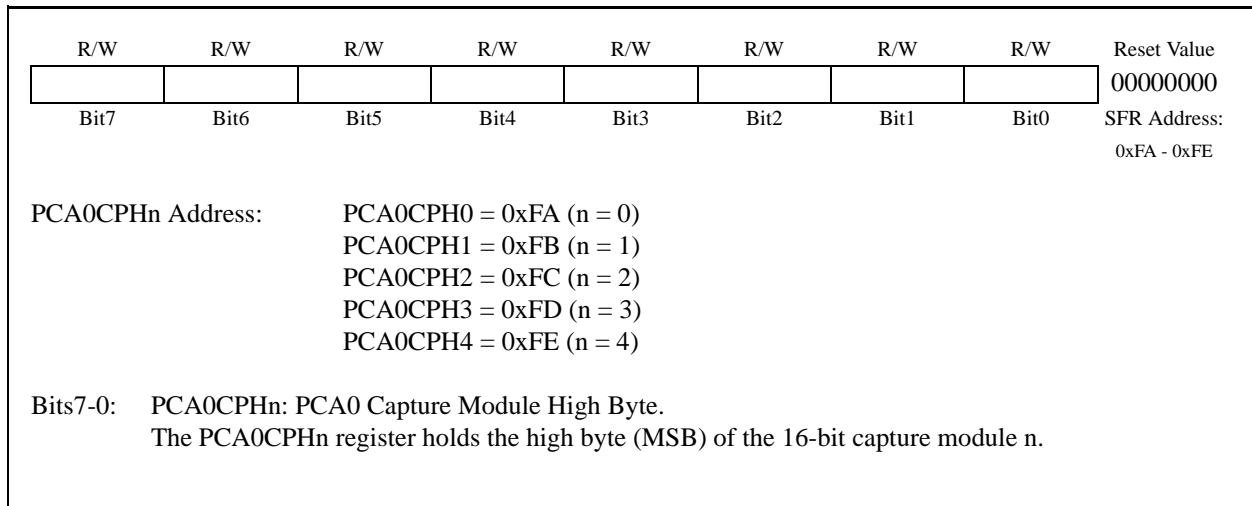 R/W R/W R/W R/W R/W R/W R/W R/W Reset Value
00000000
Bit7 Bit6 Bit5 Bit4 Bit3 Bit2 Bit1 Bit0 SFR Address:
0xFA - 0xFE
PCA0CPHn Address: PCA0CPH0 = 0xFA (n = 0)
PCA0CPH1 = 0xFB (n = 1)
PCA0CPH2 = 0xFC (n = 2)
PCA0CPH3 = 0xFD (n = 3)
PCA0CPH4 = 0xFE (n = 4)
Bits7-0: PCA0CPHn: PCA0 Capture Module High Byte.
The PCA0CPHn register holds the high byte (MSB) of the 16-bit capture module n.